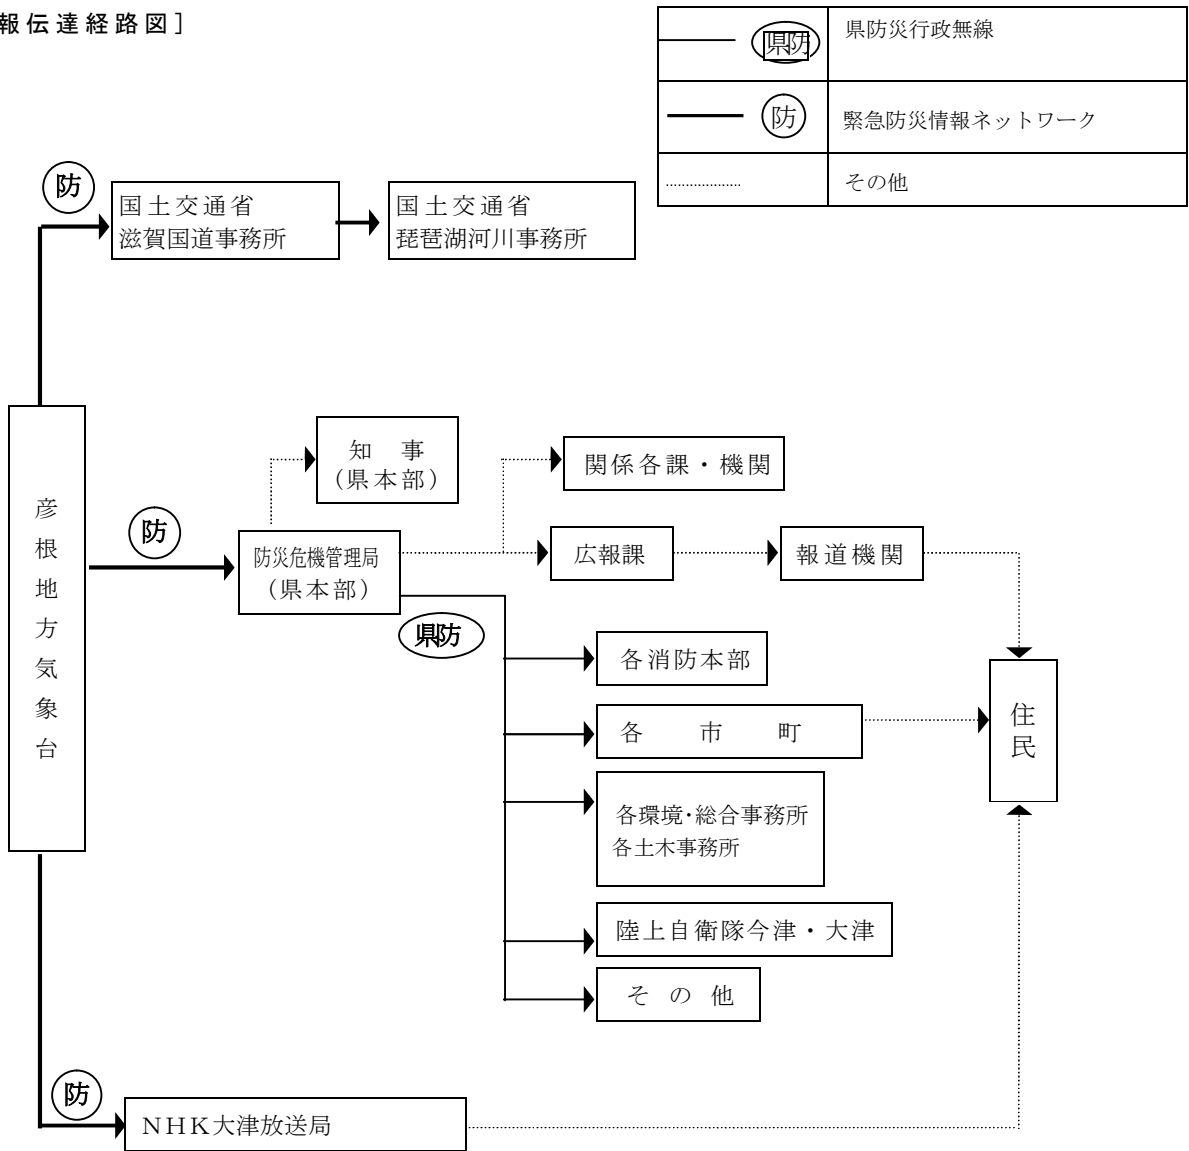 報伝達経路図］
県防
県防災行政無線
防
緊急防災情報ネットワーク
その他
防
国土交通省
滋賀国道事務所
国土交通省
琵琶湖河川事務所
彦根地方気象台
防
知　事
（県本部）
関係各課・機関
防災危機管理局
（県本部）
広報課
報道機関
県防
各消防本部
各　市　町
住民
各環境・総合事務所
各土木事務所
陸上自衛隊今津・大津
そ の 他
防
ＮＨＫ大津放送局